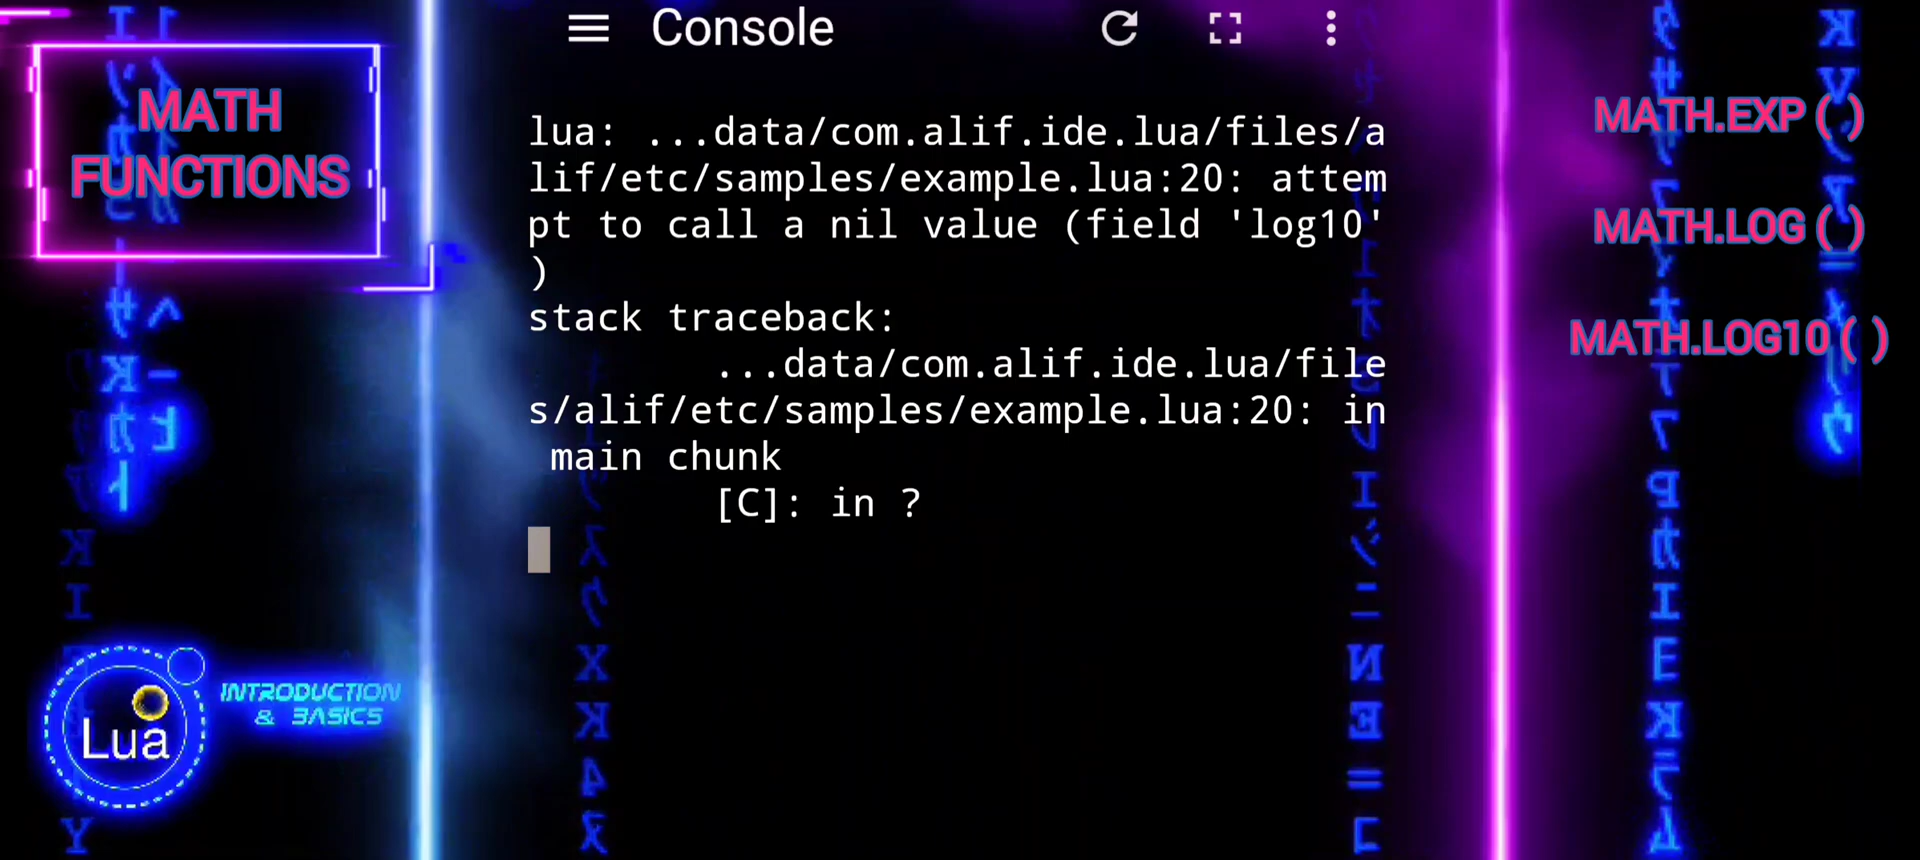 MATH
FUNCTIONS
Console
lua: ...data/com.alif.ide.lua/files/a
lif/etc/samples/example.lua:20: attem
pt to call a nil value (field 'log10'
)
stack traceback:
...data/com.alif.ide.lua/file
s/alif/etc/samples/example.lua:20: in
main chunk
[C]: in ?
MATH.EXP ( )
MATH.LOG ( )
MATH.LOG10 ( )
Lua
INTRODUCTION
& BASICS